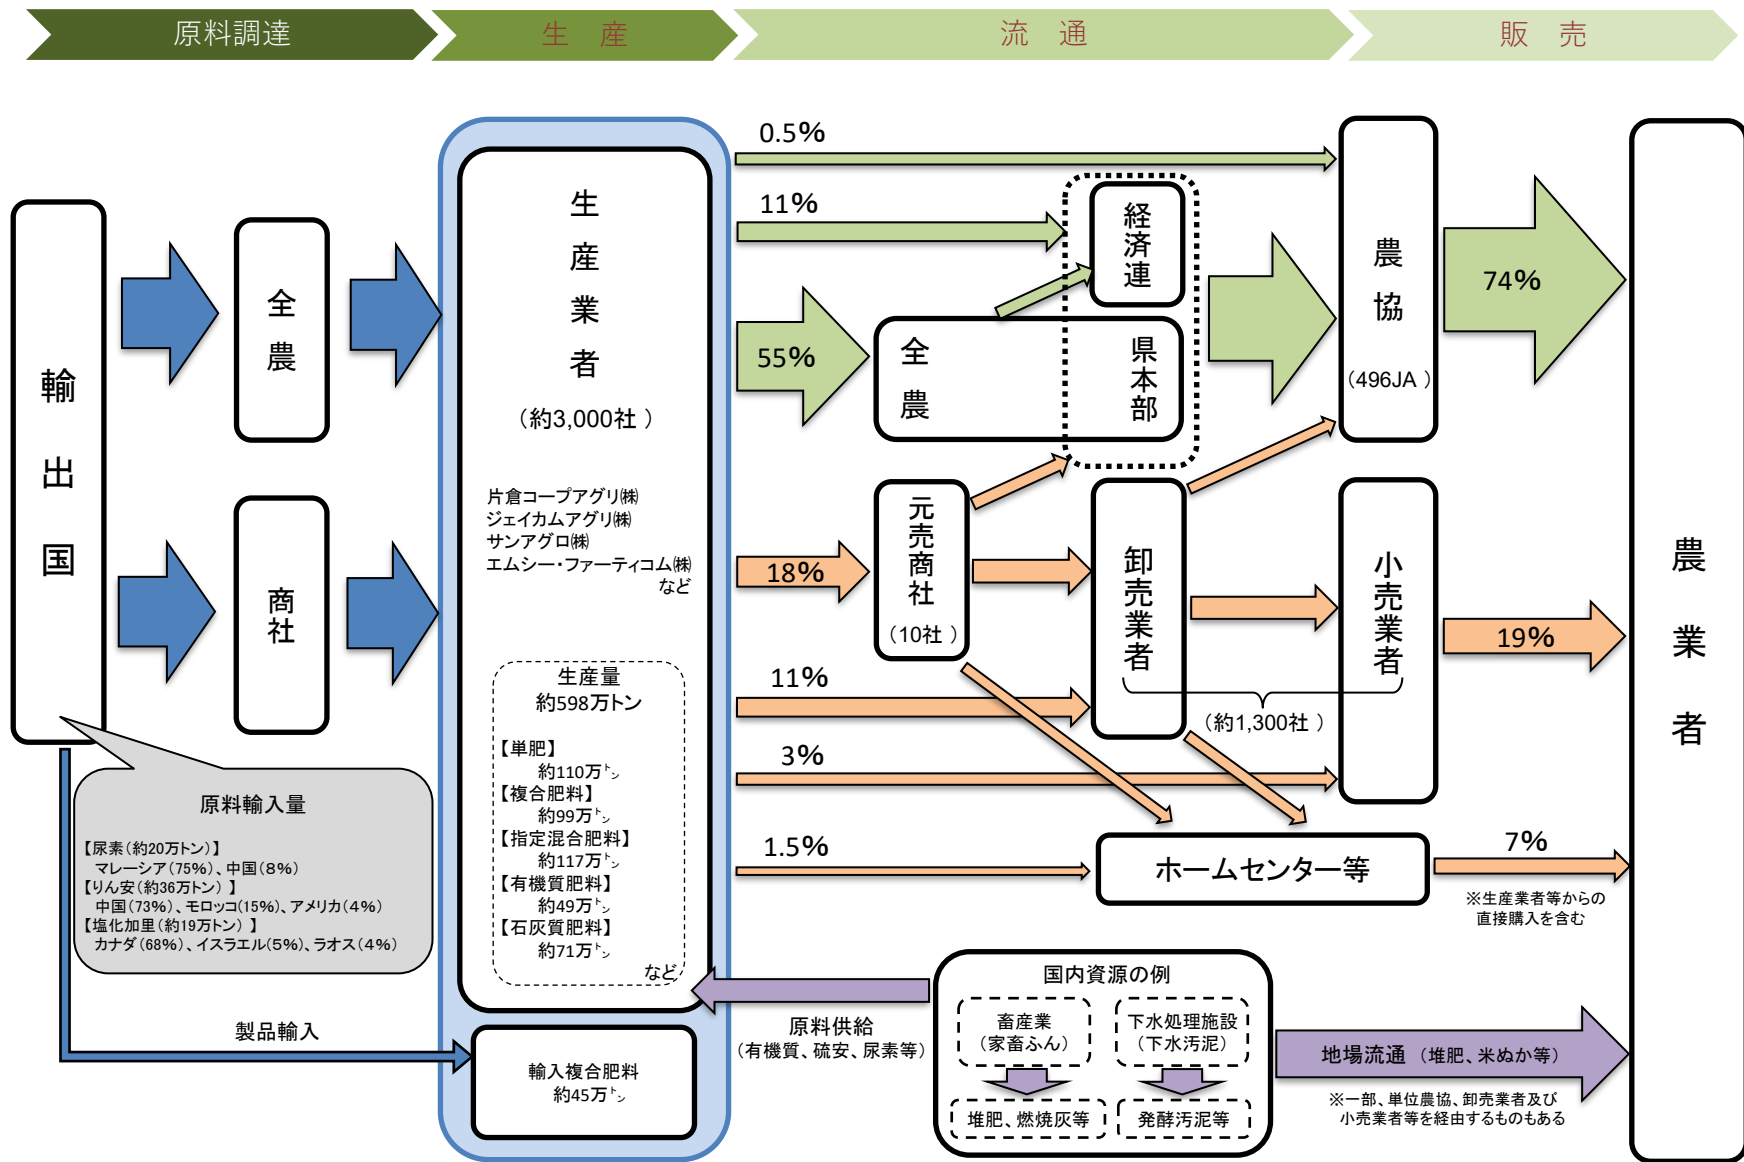 原料調達
生　産
流　通
販　売
輸出国
全農
商社
生産業者
（約3,000社 ）
片倉コープアグリ㈱
ジェイカムアグリ㈱
サンアグロ㈱
エムシー・ファーティコム㈱
など
生産量
約598万トン
【単肥】
約110万㌧
【複合肥料】
約99万㌧
【指定混合肥料】
約117万㌧
【有機質肥料】
約49万㌧
【石灰質肥料】
約71万㌧
など
輸入複合肥料
約45万㌧
製品輸入
原料輸入量
【尿素（約20万トン）】
マレーシア（75％）、中国（８％）
【りん安（約36万トン） 】
中国（73％）、モロッコ（15％）、アメリカ（４％）
【塩化加里（約19万トン） 】
カナダ（68％）、イスラエル（５％）、ラオス（４％）
0.5%
11%
55%
18%
11%
3%
1.5%
経済連
全農
県本部
元売商社
（10社 ）
卸売業者
小売業者
（約1,300社 ）
ホームセンター等
農協
（496JA ）
74%
19%
7%
※生産業者等からの
直接購入を含む
農業者
原料供給
（有機質、硫安、尿素等）
国内資源の例
畜産業
（家畜ふん）
下水処理施設
（下水汚泥）
堆肥、燃焼灰等
発酵汚泥等
地場流通 （堆肥、米ぬか等）
※一部、単位農協、卸売業者及び
小売業者等を経由するものもある